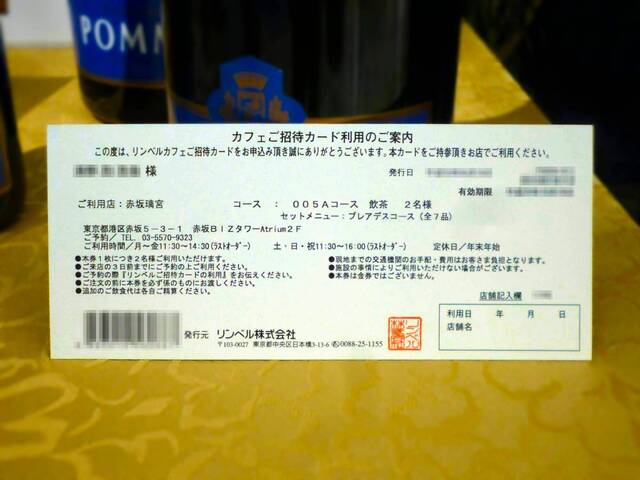 POMM
カフェご招待カード利用のご案内
この度は、リンベルカフェご招待カードをお申込み頂き誠にありがとうございます。本カードをご持参頂きお店でご利用ください。
様
発行日
有効期限
ご利用店：赤坂璃宮 コース ： 005Aコース 飲茶 2名様
セットメニュー：プレアデスコース（全7品）
東京都港区赤坂5-3-1 赤坂BIZタワーAtrium2F
ご予約／TEL. 03-5570-9323
ご利用時間／月～金11:30~14:30(ラストオーダー) 土・日・祝11:30~16:00(ラストオーダー) 定休日／年末年始
●本券1枚につき2名様ご利用いただけます。
●ご来店の3日前までにご予約の上ご利用ください。
●ご予約の際『リンベルご招待カードの利用』をお伝えください。
●ご注文の前に本券を必ず係のものにお渡しください。
●追加のご飲食代は各自ご精算ください。
●現地までの交通機関のお手配・費用はお客さま負担となります。
●施設の事情によりご利用いただけない場合がございます。
●本券は金券ではございません。
店舗記入欄
利用日 年 月 日
店舗名
発行元 リンベル株式会社
〒103-0027 東京都中央区日本橋3-13-6 0088-25-1155